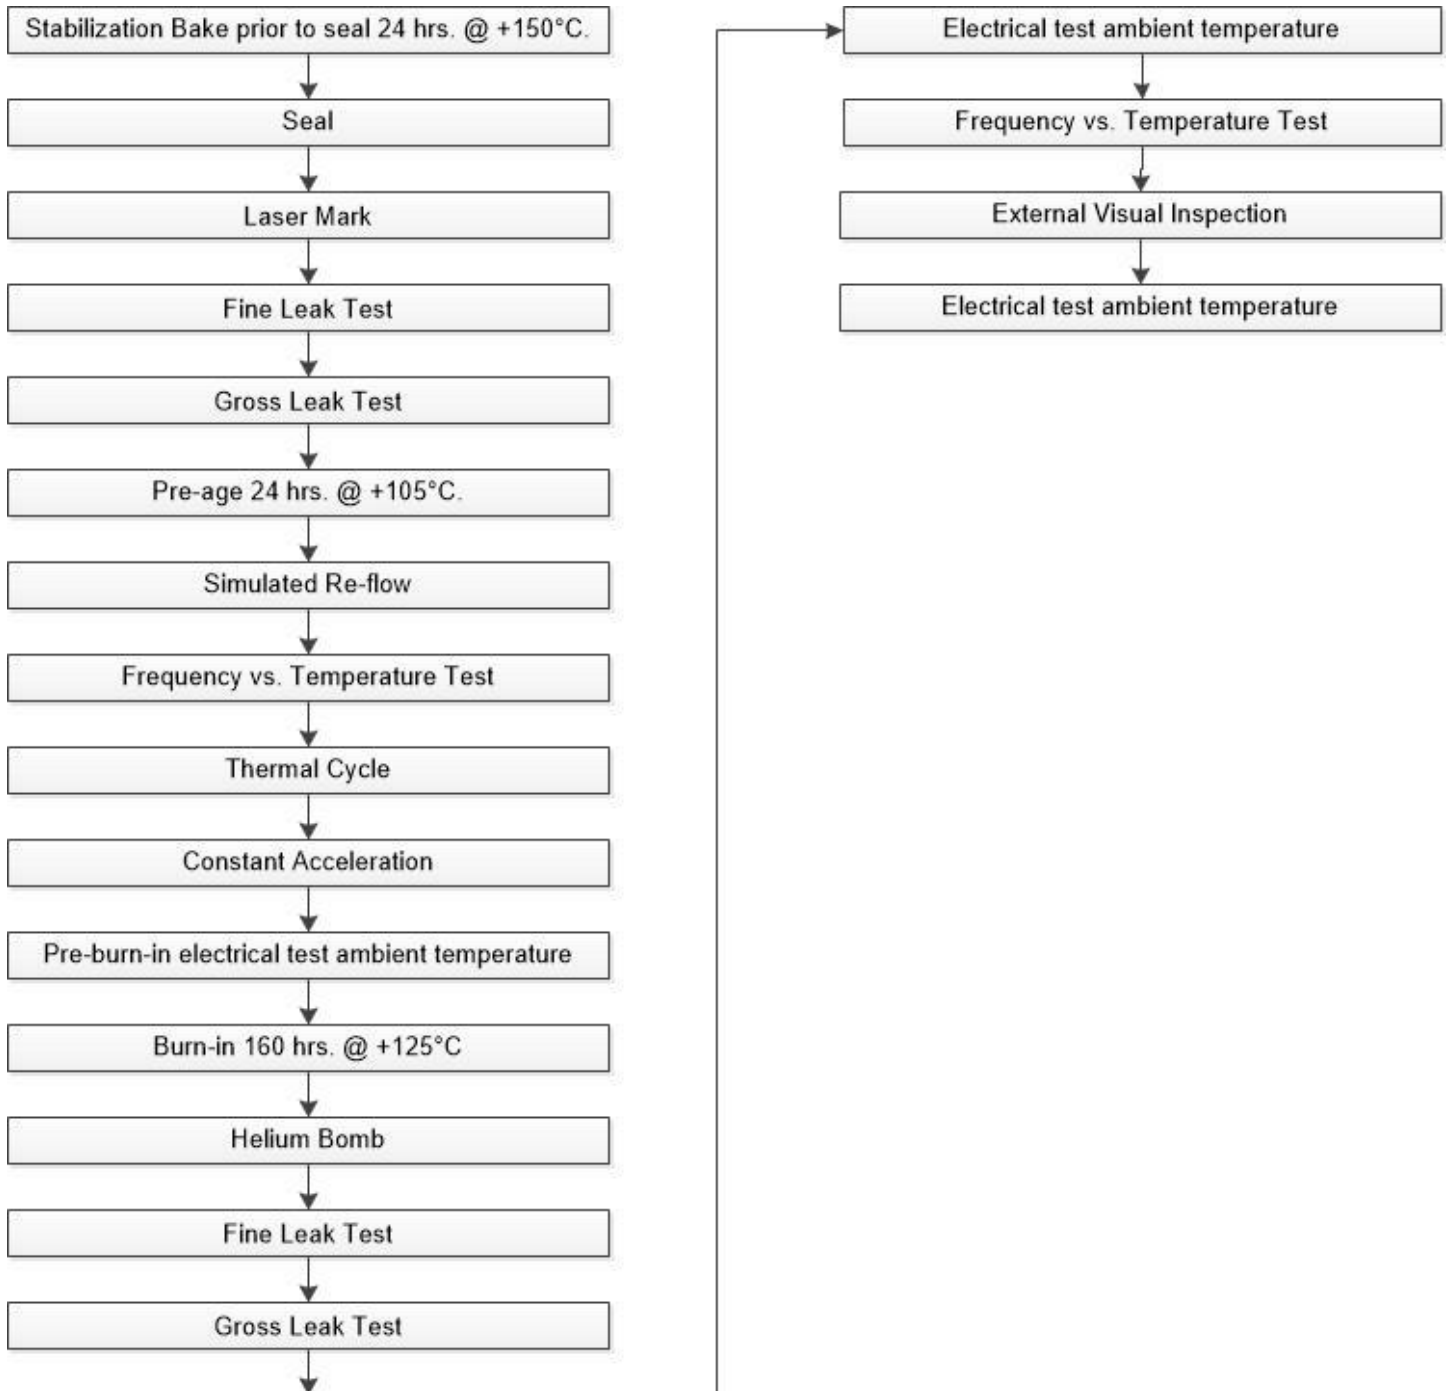 Stabilization Bake prior to seal 24 hrs. @ +150°C.
Seal
Laser Mark
Fine Leak Test
Gross Leak Test
Pre-age 24 hrs. @ +105°C.
Simulated Re-flow
Frequency vs. Temperature Test
Thermal Cycle
Constant Acceleration
Pre-burn-in electrical test ambient temperature
Burn-in 160 hrs. @ +125°C
Helium Bomb
Fine Leak Test
Gross Leak Test
Electrical test ambient temperature
Frequency vs. Temperature Test
External Visual Inspection
Electrical test ambient temperature